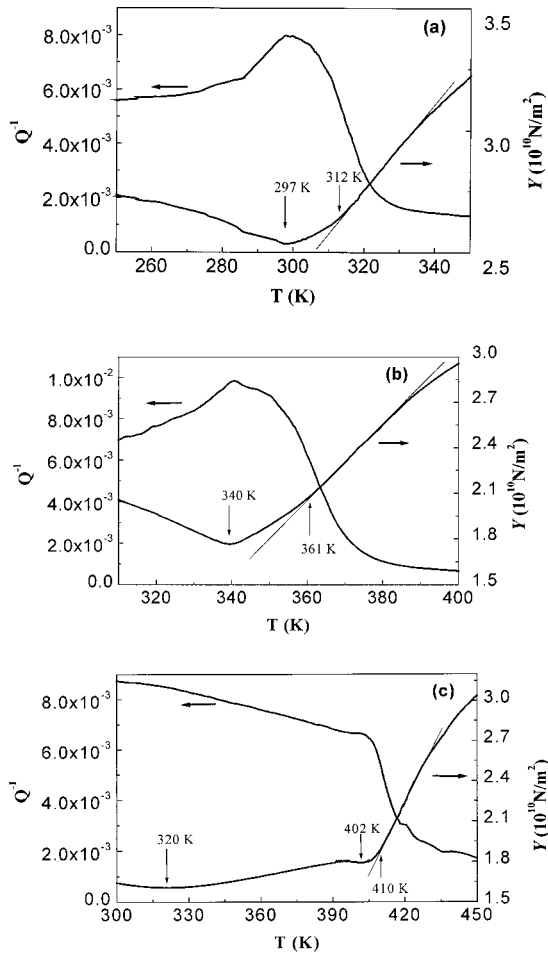 (a)
8.0x10⁻³
6.0x10⁻³
4.0x10⁻³
2.0x10⁻³
0.0
Q⁻¹
3.5
3.0
2.5
Y (10¹⁰N/m²)
297 K
312 K
260 280 300 320 340
T (K)
(b)
1.0x10⁻²
8.0x10⁻³
6.0x10⁻³
4.0x10⁻³
2.0x10⁻³
0.0
Q⁻¹
3.0
2.7
2.4
2.1
1.8
1.5
Y (10¹⁰N/m²)
340 K
361 K
320 340 360 380 400
T (K)
(c)
8.0x10⁻³
6.0x10⁻³
4.0x10⁻³
2.0x10⁻³
0.0
Q⁻¹
3.0
2.7
2.4
2.1
1.8
1.5
Y (10¹⁰N/m²)
320 K
402 K
410 K
300 330 360 390 420 450
T (K)